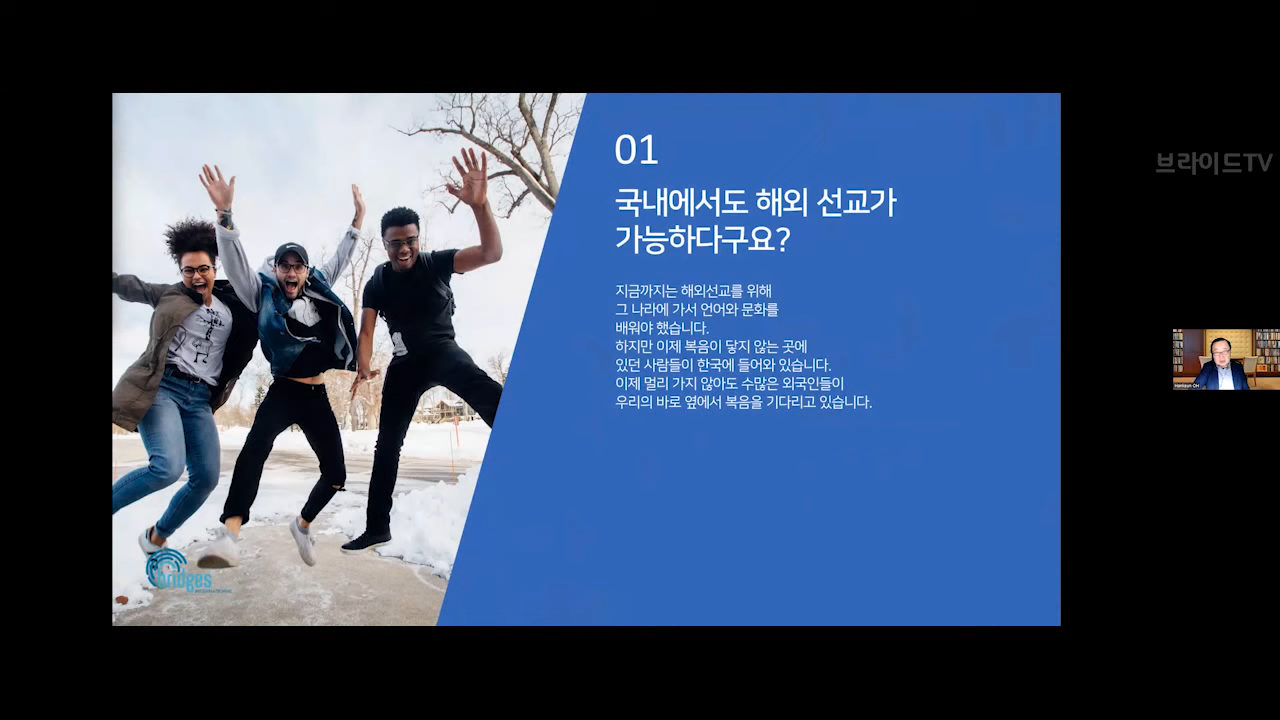 01
국내에서도 해외 선교가
가능하다구요?
지금까지는 해외선교를 위해
그 나라에 가서 언어와 문화를
배워야 했습니다.
하지만 이제 복음이 닿지 않는 곳에
있던 사람들이 한국에 들어와 있습니다.
이제 멀리 가지 않아도 수많은 외국인들이
우리의 바로 옆에서 복음을 기다리고 있습니다.
bridges
브라이드TV